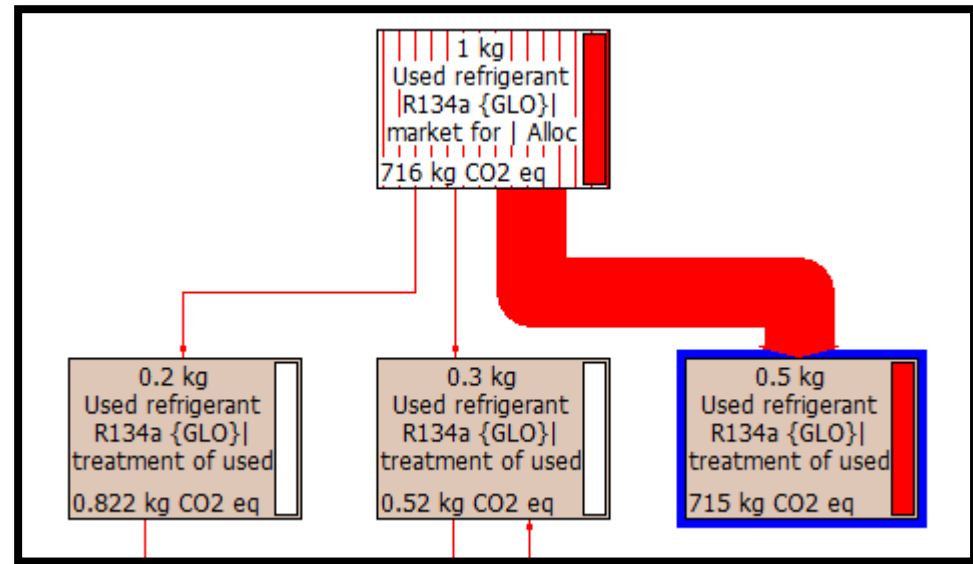 1 kg
Used refrigerant
R134a {GLO}|
market for | Alloc
716 kg CO2 eq
0.2 kg
Used refrigerant
R134a {GLO}|
treatment of used
0.822 kg CO2 eq
0.3 kg
Used refrigerant
R134a {GLO}|
treatment of used
0.52 kg CO2 eq
0.5 kg
Used refrigerant
R134a {GLO}|
treatment of used
715 kg CO2 eq